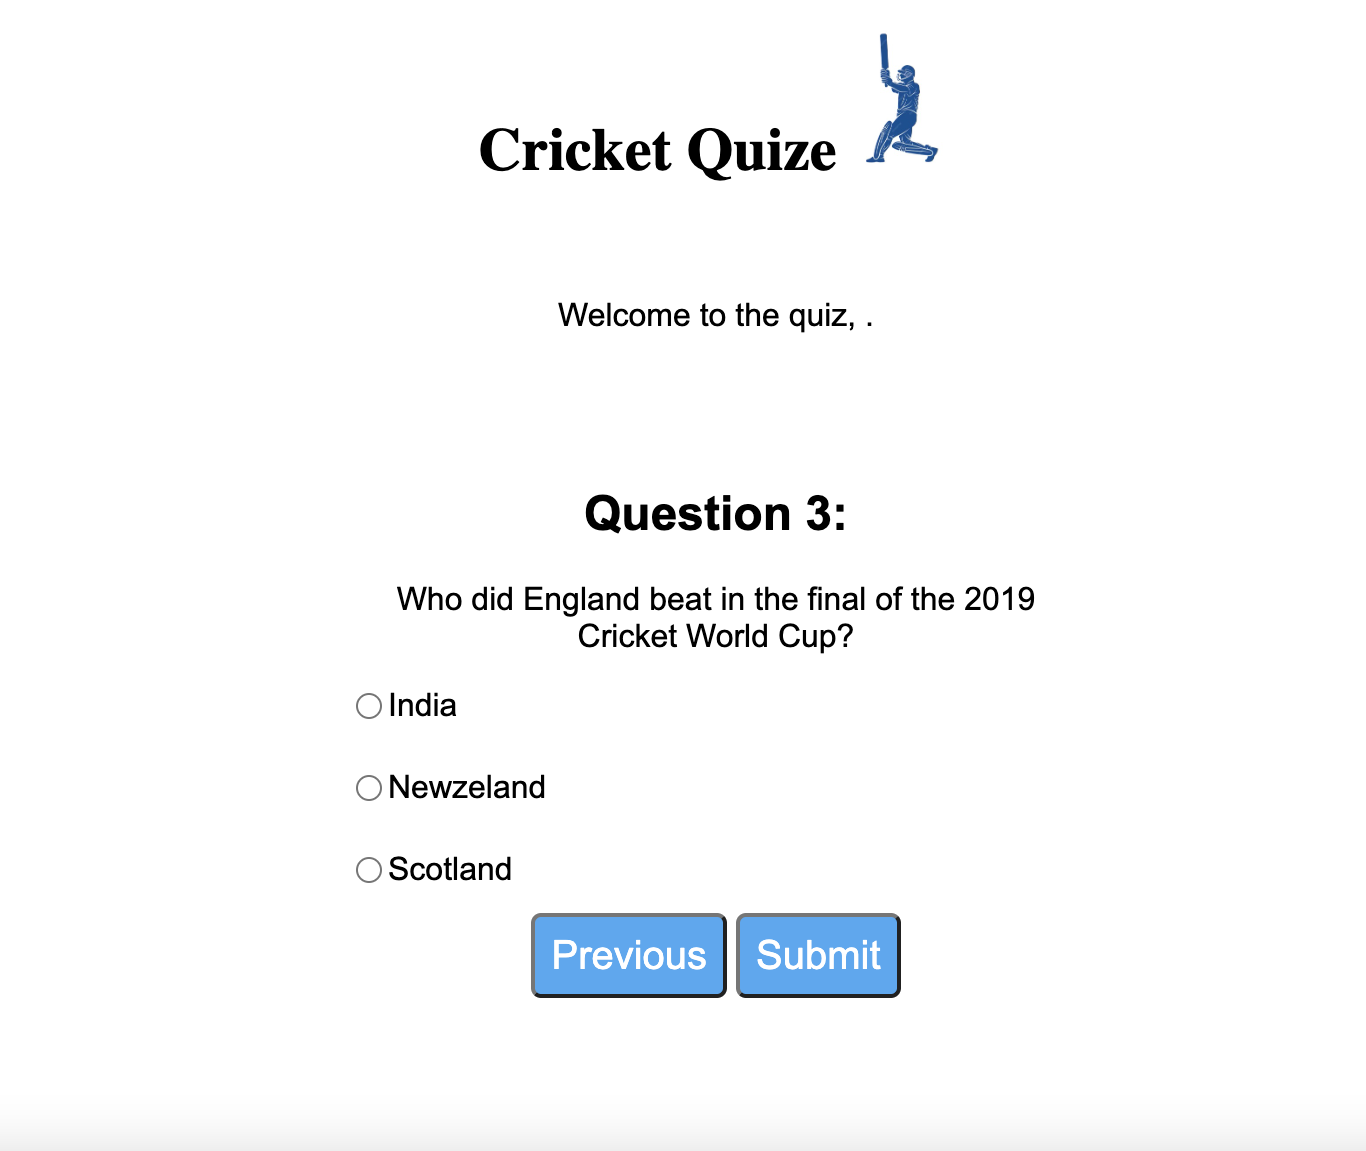 Cricket Quize
Welcome to the quiz, .
Question 3:
Who did England beat in the final of the 2019
Cricket World Cup?
India
Newzeland
Scotland
Previous Submit